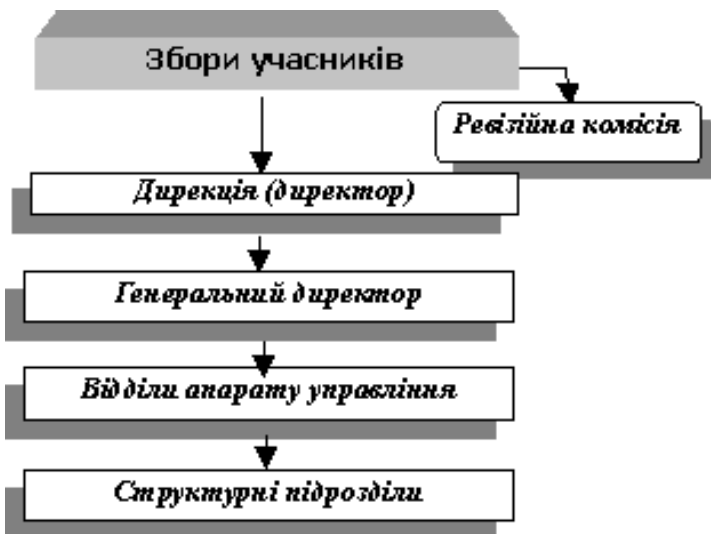 Збори учасників
Ревізійна комісія
Дирекція (директор)
Генеральний директор
Відділи апарату управління
Структурні підрозділи